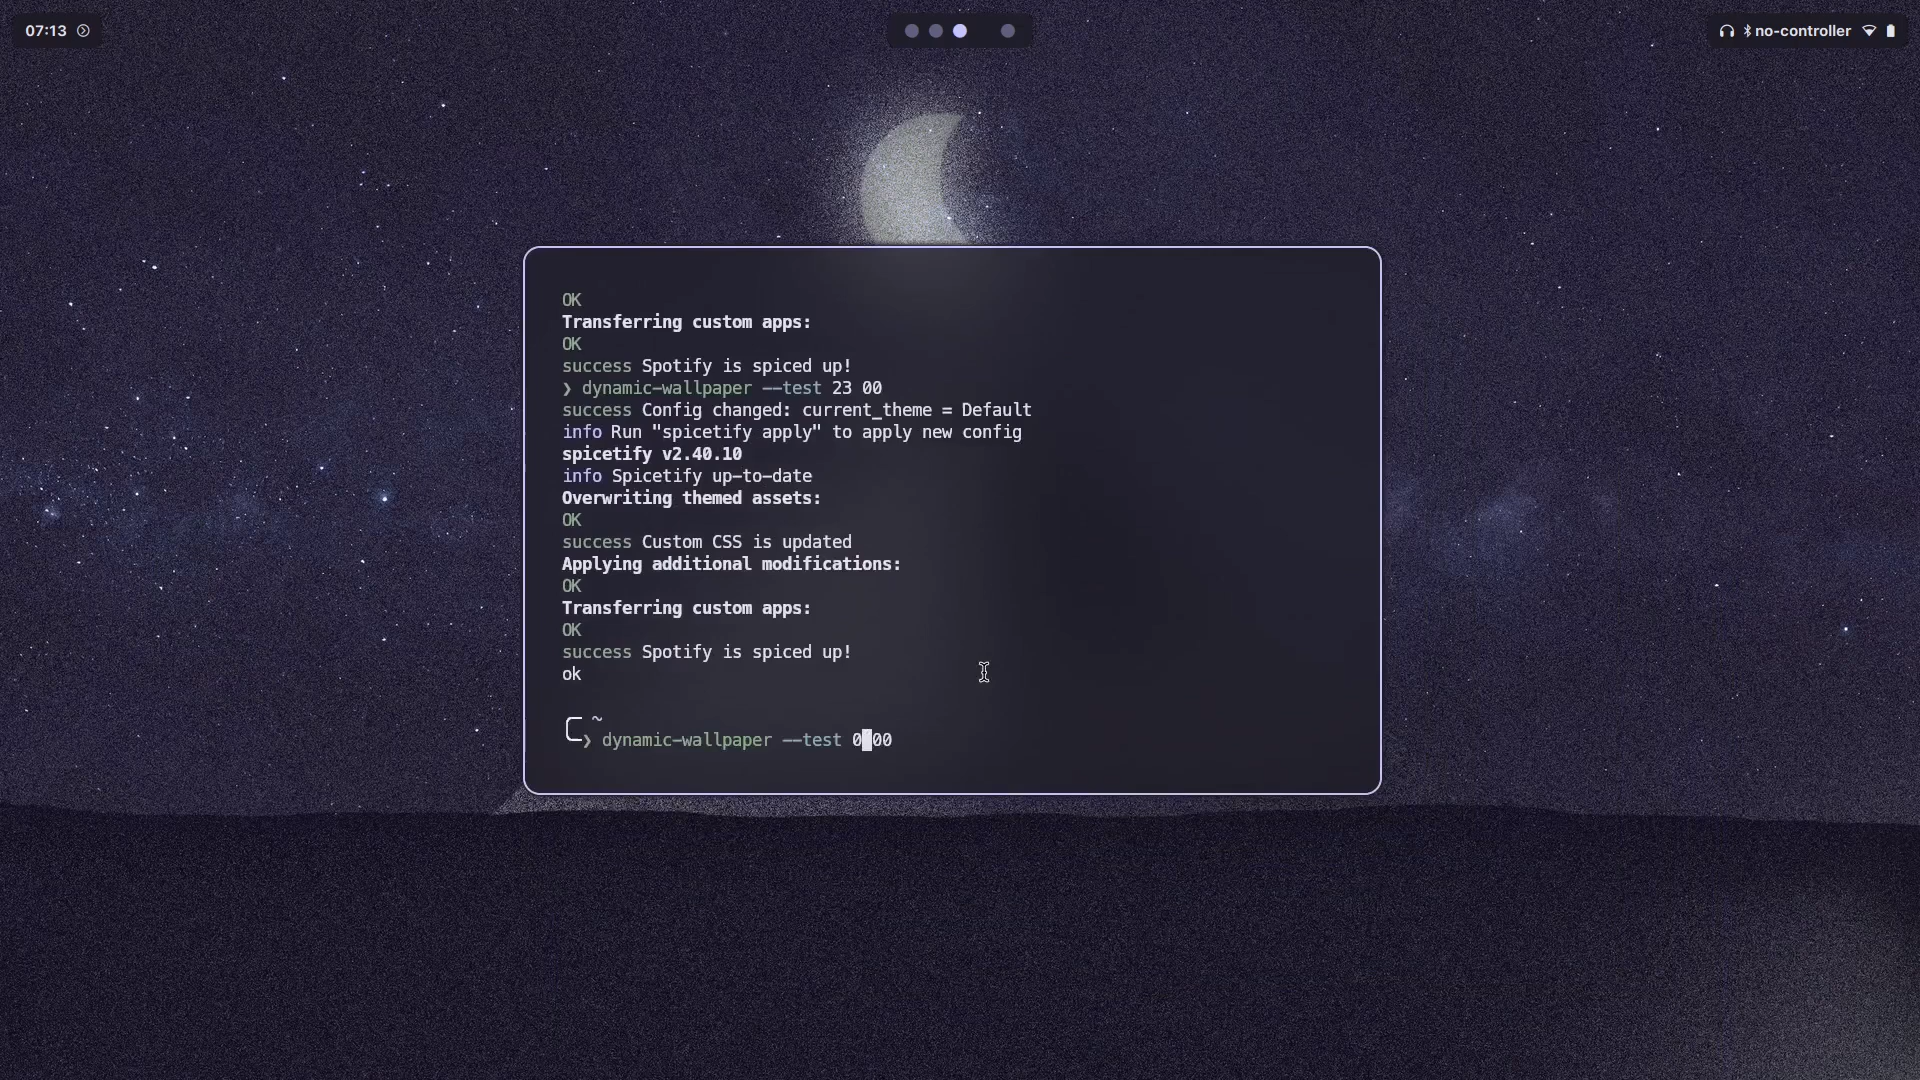 07:13
no-controller
OK
Transferring custom apps:
OK
success Spotify is spiced up!
❯ dynamic-wallpaper --test 23 00
success Config changed: current_theme = Default
info Run "spicetify apply" to apply new config
spicetify v2.40.10
info Spicetify up-to-date
Overwriting themed assets:
OK
success Custom CSS is updated
Applying additional modifications:
OK
Transferring custom apps:
OK
success Spotify is spiced up!
ok
~
❯ dynamic-wallpaper --test 0 00